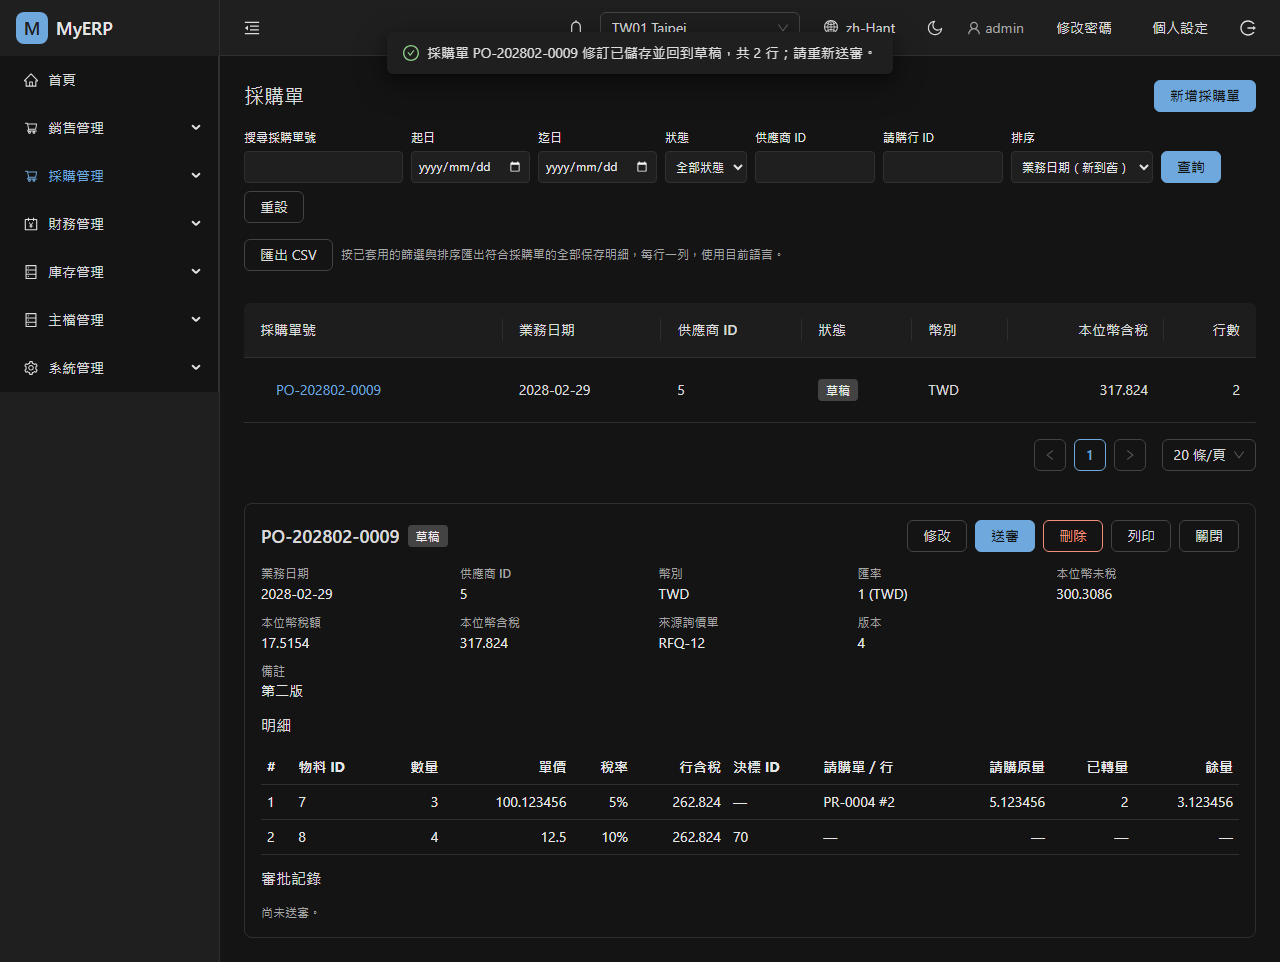 M MyERP
TW01 Taipei
zh-Hant
admin
修改密碼
個人設定
採購單 PO-202802-0009 修訂已儲存並回到草稿，共 2 行；請重新送審。
首頁
銷售管理
採購管理
財務管理
庫存管理
主檔管理
系統管理
採購單
新增採購單
搜尋採購單號 起日 迄日 狀態 供應商 ID 請購行 ID 排序
yyyy/mm/dd yyyy/mm/dd 全部狀態 業務日期（新到舊） 查詢
重設
匯出 CSV 按已套用的篩選與排序匯出符合採購單的全部保存明細，每行一列，使用目前語言。
採購單號 業務日期 供應商 ID 狀態 幣別 本位幣含稅 行數
PO-202802-0009 2028-02-29 5 草稿 TWD 317.824 2
1 20 條/頁
PO-202802-0009 草稿 修改 送審 刪除 列印 關閉
業務日期 供應商 ID 幣別 匯率 本位幣未稅
2028-02-29 5 TWD 1 (TWD) 300.3086
本位幣稅額 本位幣含稅 來源詢價單 版本
17.5154 317.824 RFQ-12 4
備註
第二版
明細
# 物料 ID 數量 單價 稅率 行含稅 決標 ID 請購單 / 行 請購原量 已轉量 餘量
1 7 3 100.123456 5% 262.824 — PR-0004 #2 5.123456 2 3.123456
2 8 4 12.5 10% 262.824 70 — — — —
審批記錄
尚未送審。